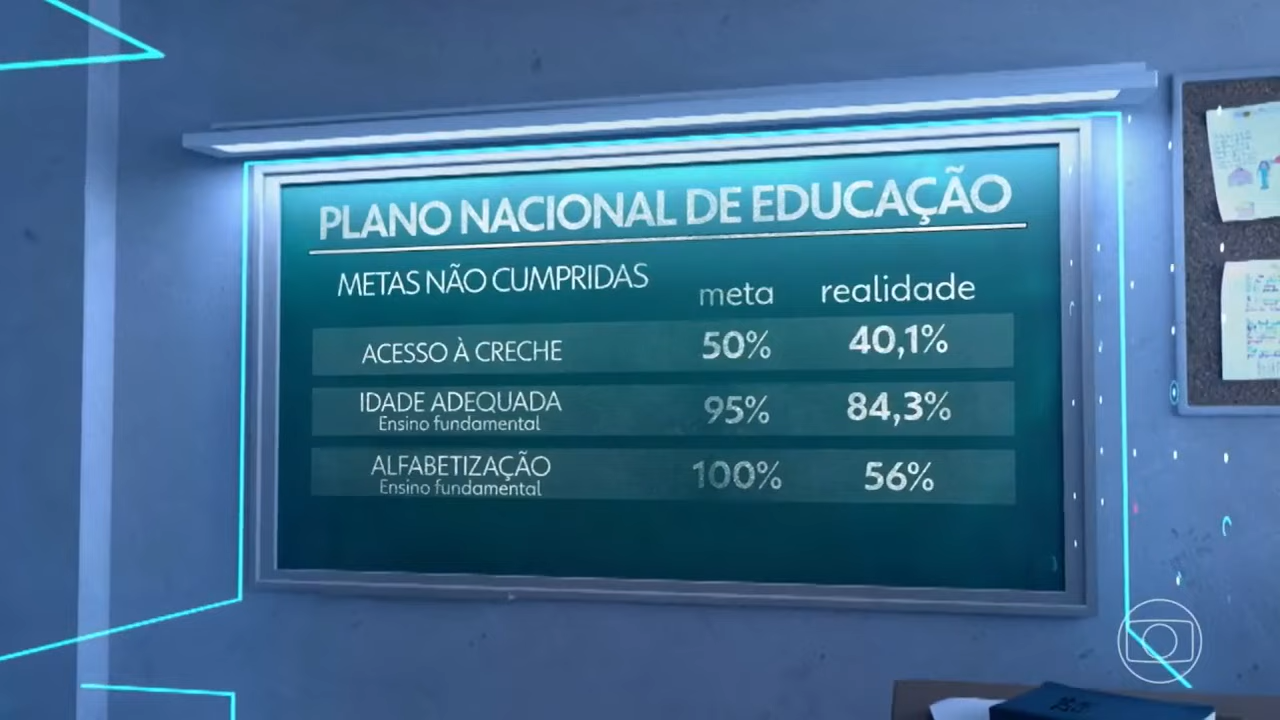 PLANO NACIONAL DE EDUCAÇÃO
METAS NÃO CUMPRIDAS meta realidade
ACESSO À CRECHE 50% 40,1%
IDADE ADEQUADA 95% 84,3%
Ensino fundamental
ALFABETIZAÇÃO 100% 56%
Ensino fundamental